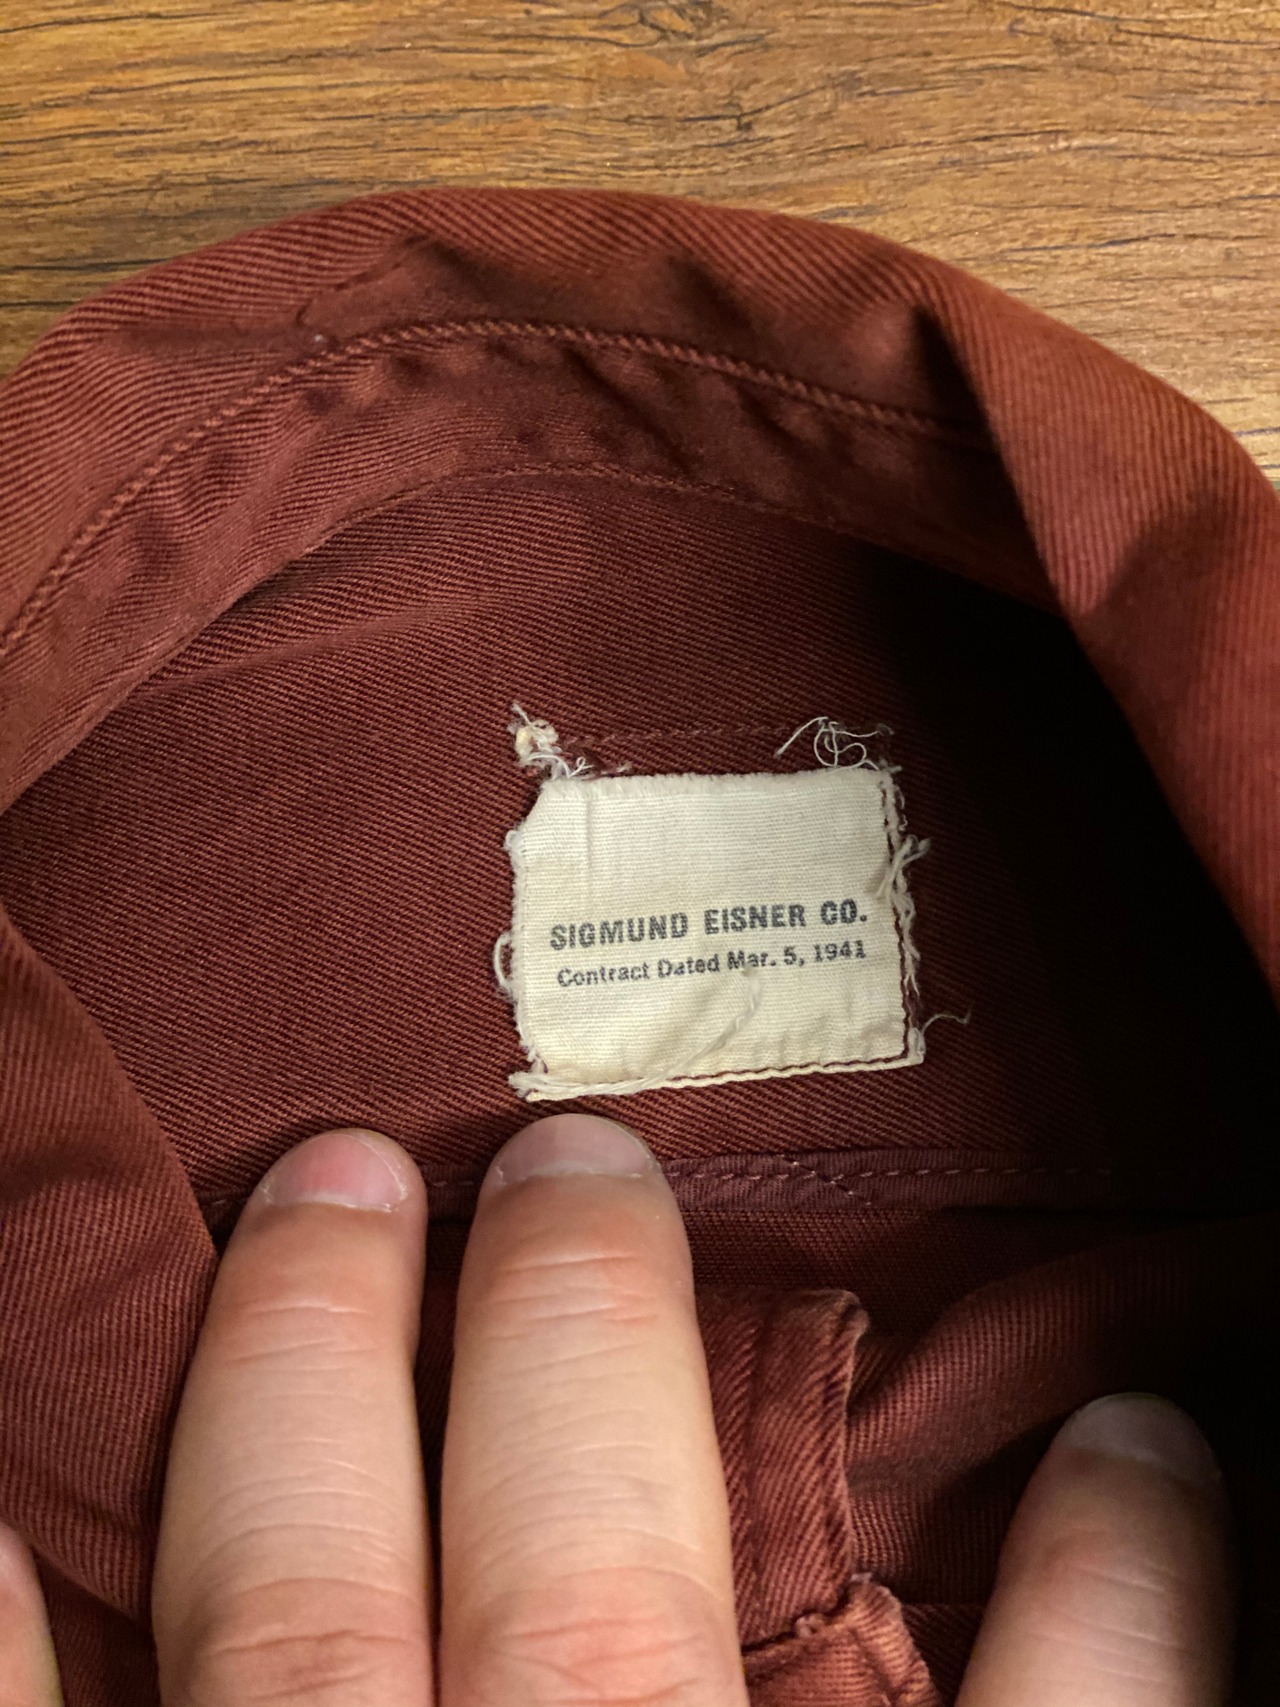 SIGMUND EISNER CO.
Contract Dated Mar. 5, 1941